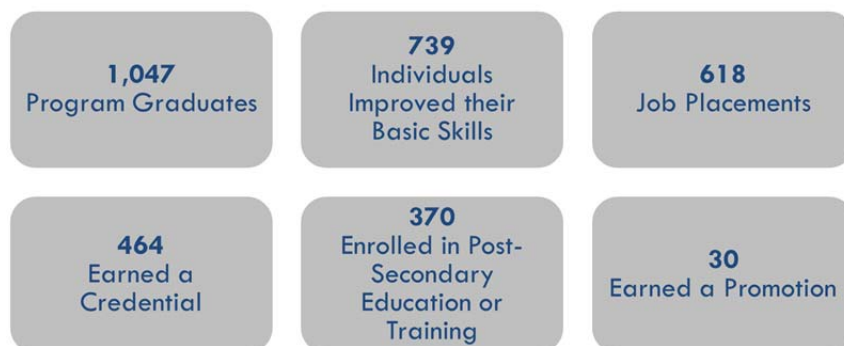 1,047
Program Graduates
739
Individuals
Improved their
Basic Skills
618
Job Placements
464
Earned a
Credential
370
Enrolled in Post-
Secondary
Education or
Training
30
Earned a Promotion